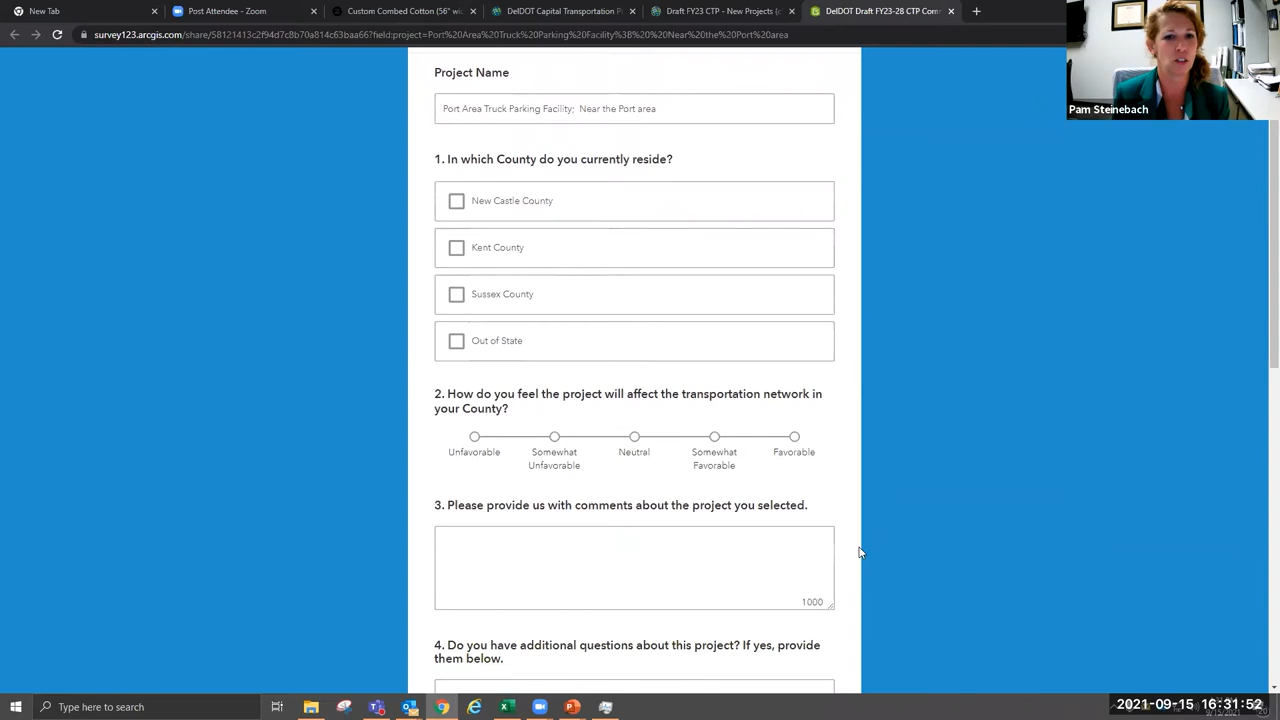 New Tab
Post Attendee - Zoom
Custom Combed Cotton (56" wi
DelDOT Capital Transportation P
Draft FY23 CTP - New Projects (c
DelDOT Draft FY23-28 CTP Com
survey123.arcgis.com/share/58121413c2f94d7c8b70a814c63baa66?field:project=Port%20Area%20Truck%20Parking%20Facility%3B%20%20Near%20the%20Port%20area
Pam Steinebach
Project Name
Port Area Truck Parking Facility; Near the Port area
1. In which County do you currently reside?
New Castle County
Kent County
Sussex County
Out of State
2. How do you feel the project will affect the transportation network in
your County?
Unfavorable
Somewhat
Unfavorable
Neutral
Somewhat
Favorable
Favorable
3. Please provide us with comments about the project you selected.
1000
4. Do you have additional questions about this project? If yes, provide
them below.
Type here to search
2021-09-15 16:31:52